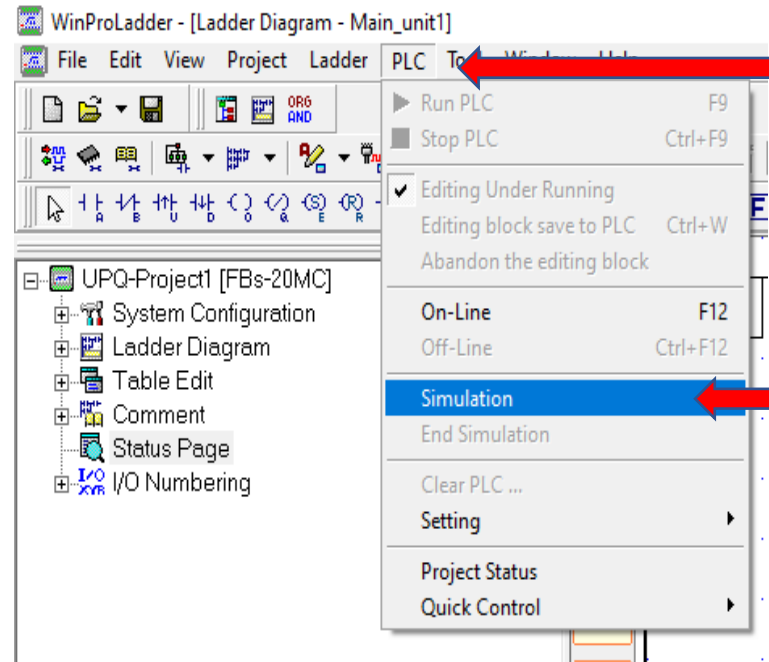 WinProLadder - [Ladder Diagram - Main_unit1]
File Edit View Project Ladder PLC
ORG
AND
A B U D O Q E R
Run PLC F9
Stop PLC Ctrl+F9
Editing Under Running
Editing block save to PLC Ctrl+W
Abandon the editing block
On-Line F12
Off-Line Ctrl+F12
Simulation
End Simulation
Clear PLC ...
Setting
Project Status
Quick Control
UPQ-Project1 [FBs-20MC]
System Configuration
Ladder Diagram
Table Edit
Comment
Status Page
I/O Numbering